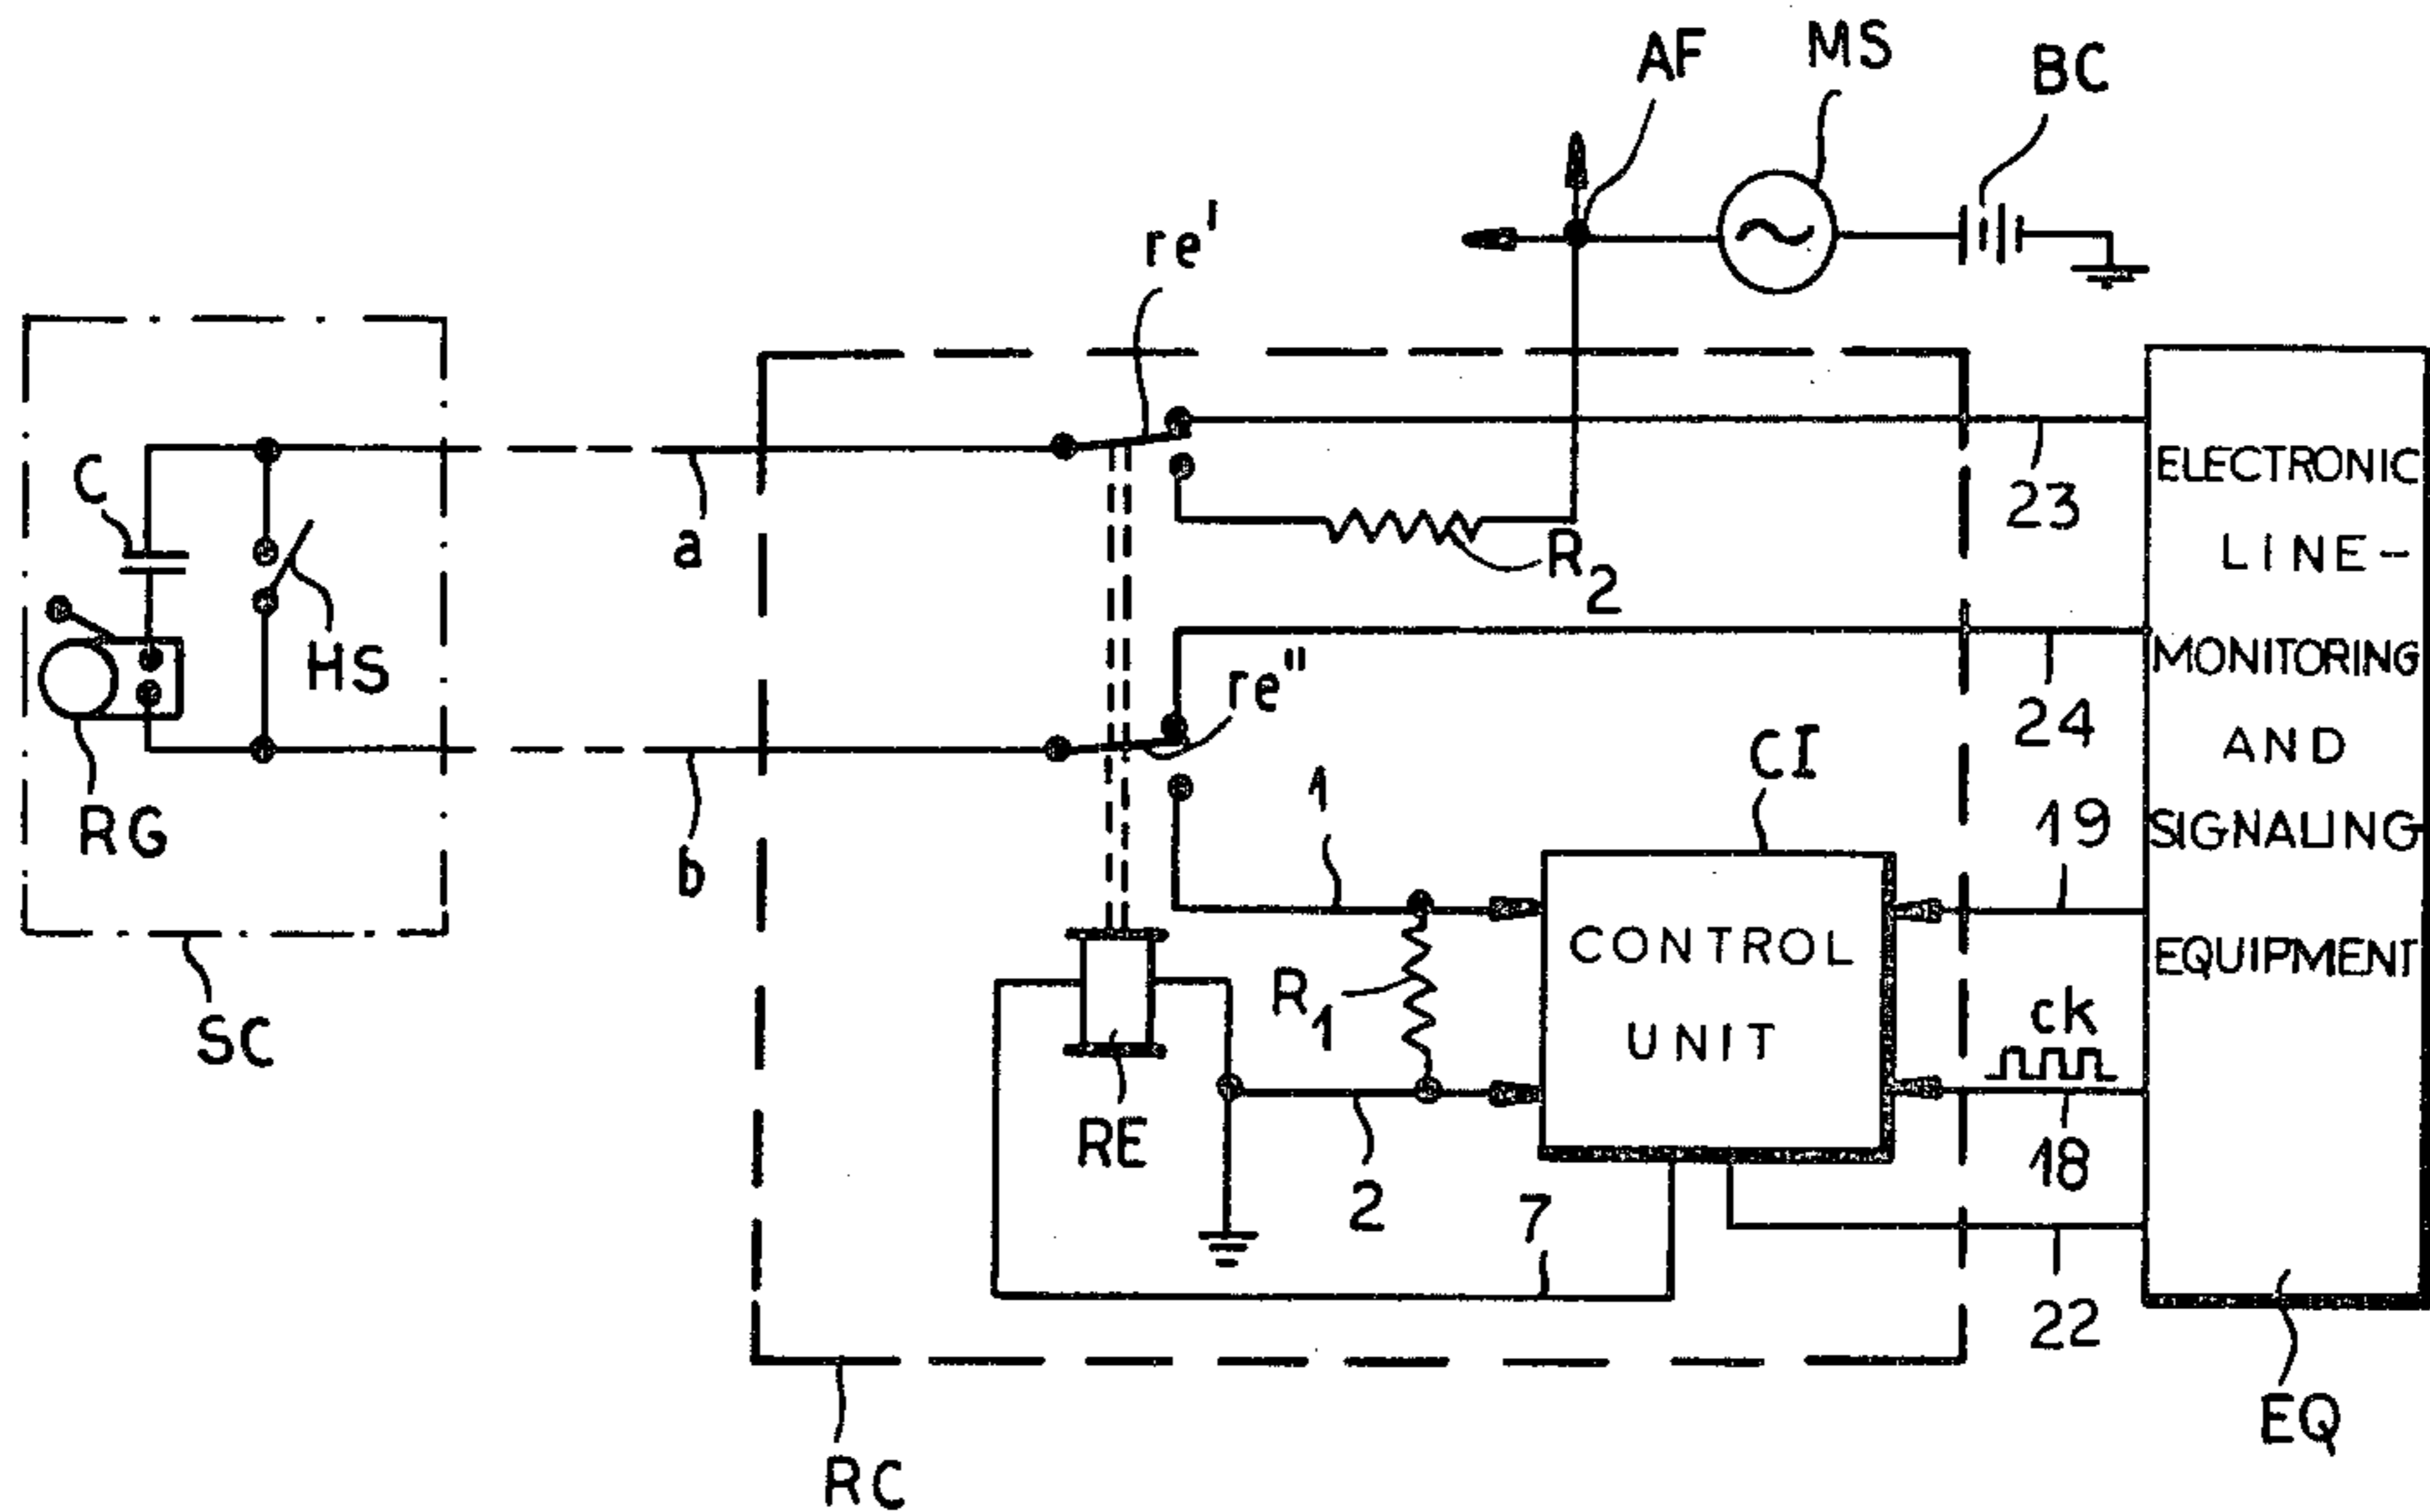 AF
MS
BC
re'
C
HS
RG
SC
a
b
R2
re"
23
24
ELECTRONIC
LINE-
MONITORING
AND
SIGNALING
EQUIPMENT
CI
1
19
R1
CONTROL
UNIT
ck
RE
2
18
7
22
EQ
RC